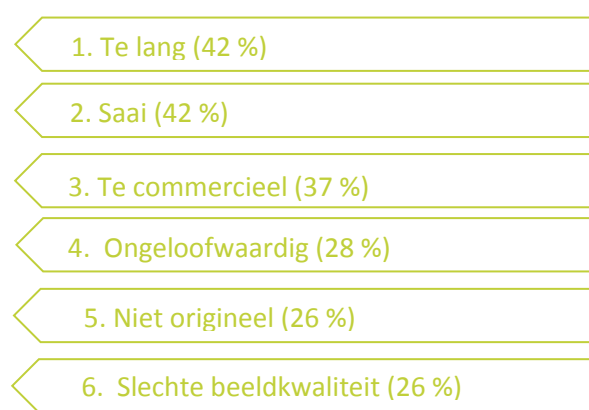 1. Te lang (42 %)
2. Saai (42 %)
3. Te commercieel (37 %)
4. Ongeloofwaardig (28 %)
5. Niet origineel (26 %)
6. Slechte beeldkwaliteit (26 %)